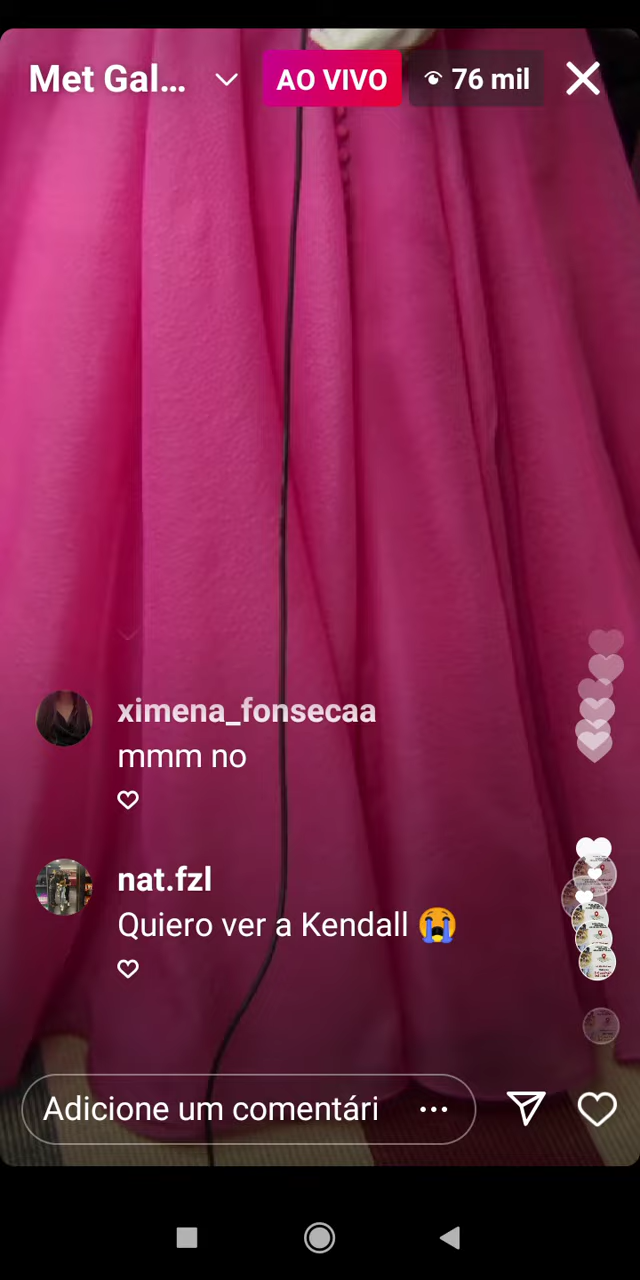 Met Gal... AO VIVO 76 mil
ximena_fonsecaa
mmm no
nat.fzl
Quiero ver a Kendall 😭
Adicione um comentári